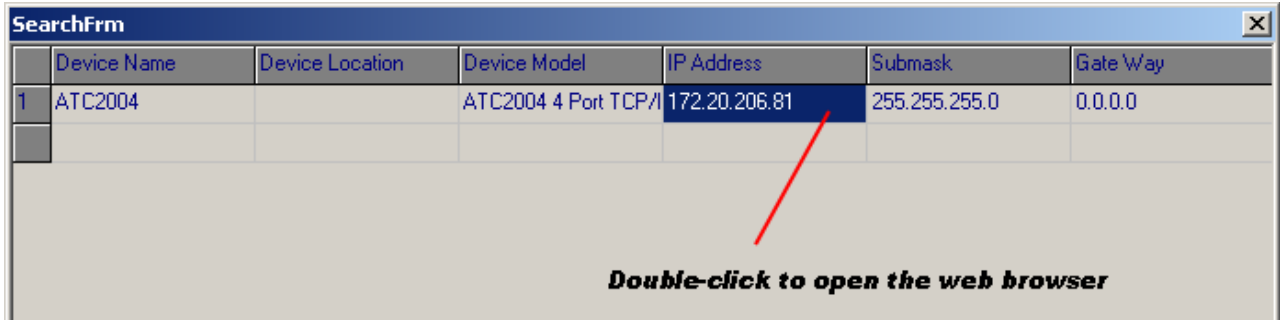 SearchFrm
Device Name Device Location Device Model IP Address Submask Gate Way
1 ATC2004 ATC2004 4 Port TCP/I 172.20.206.81 255.255.255.0 0.0.0.0
Double-click to open the web browser